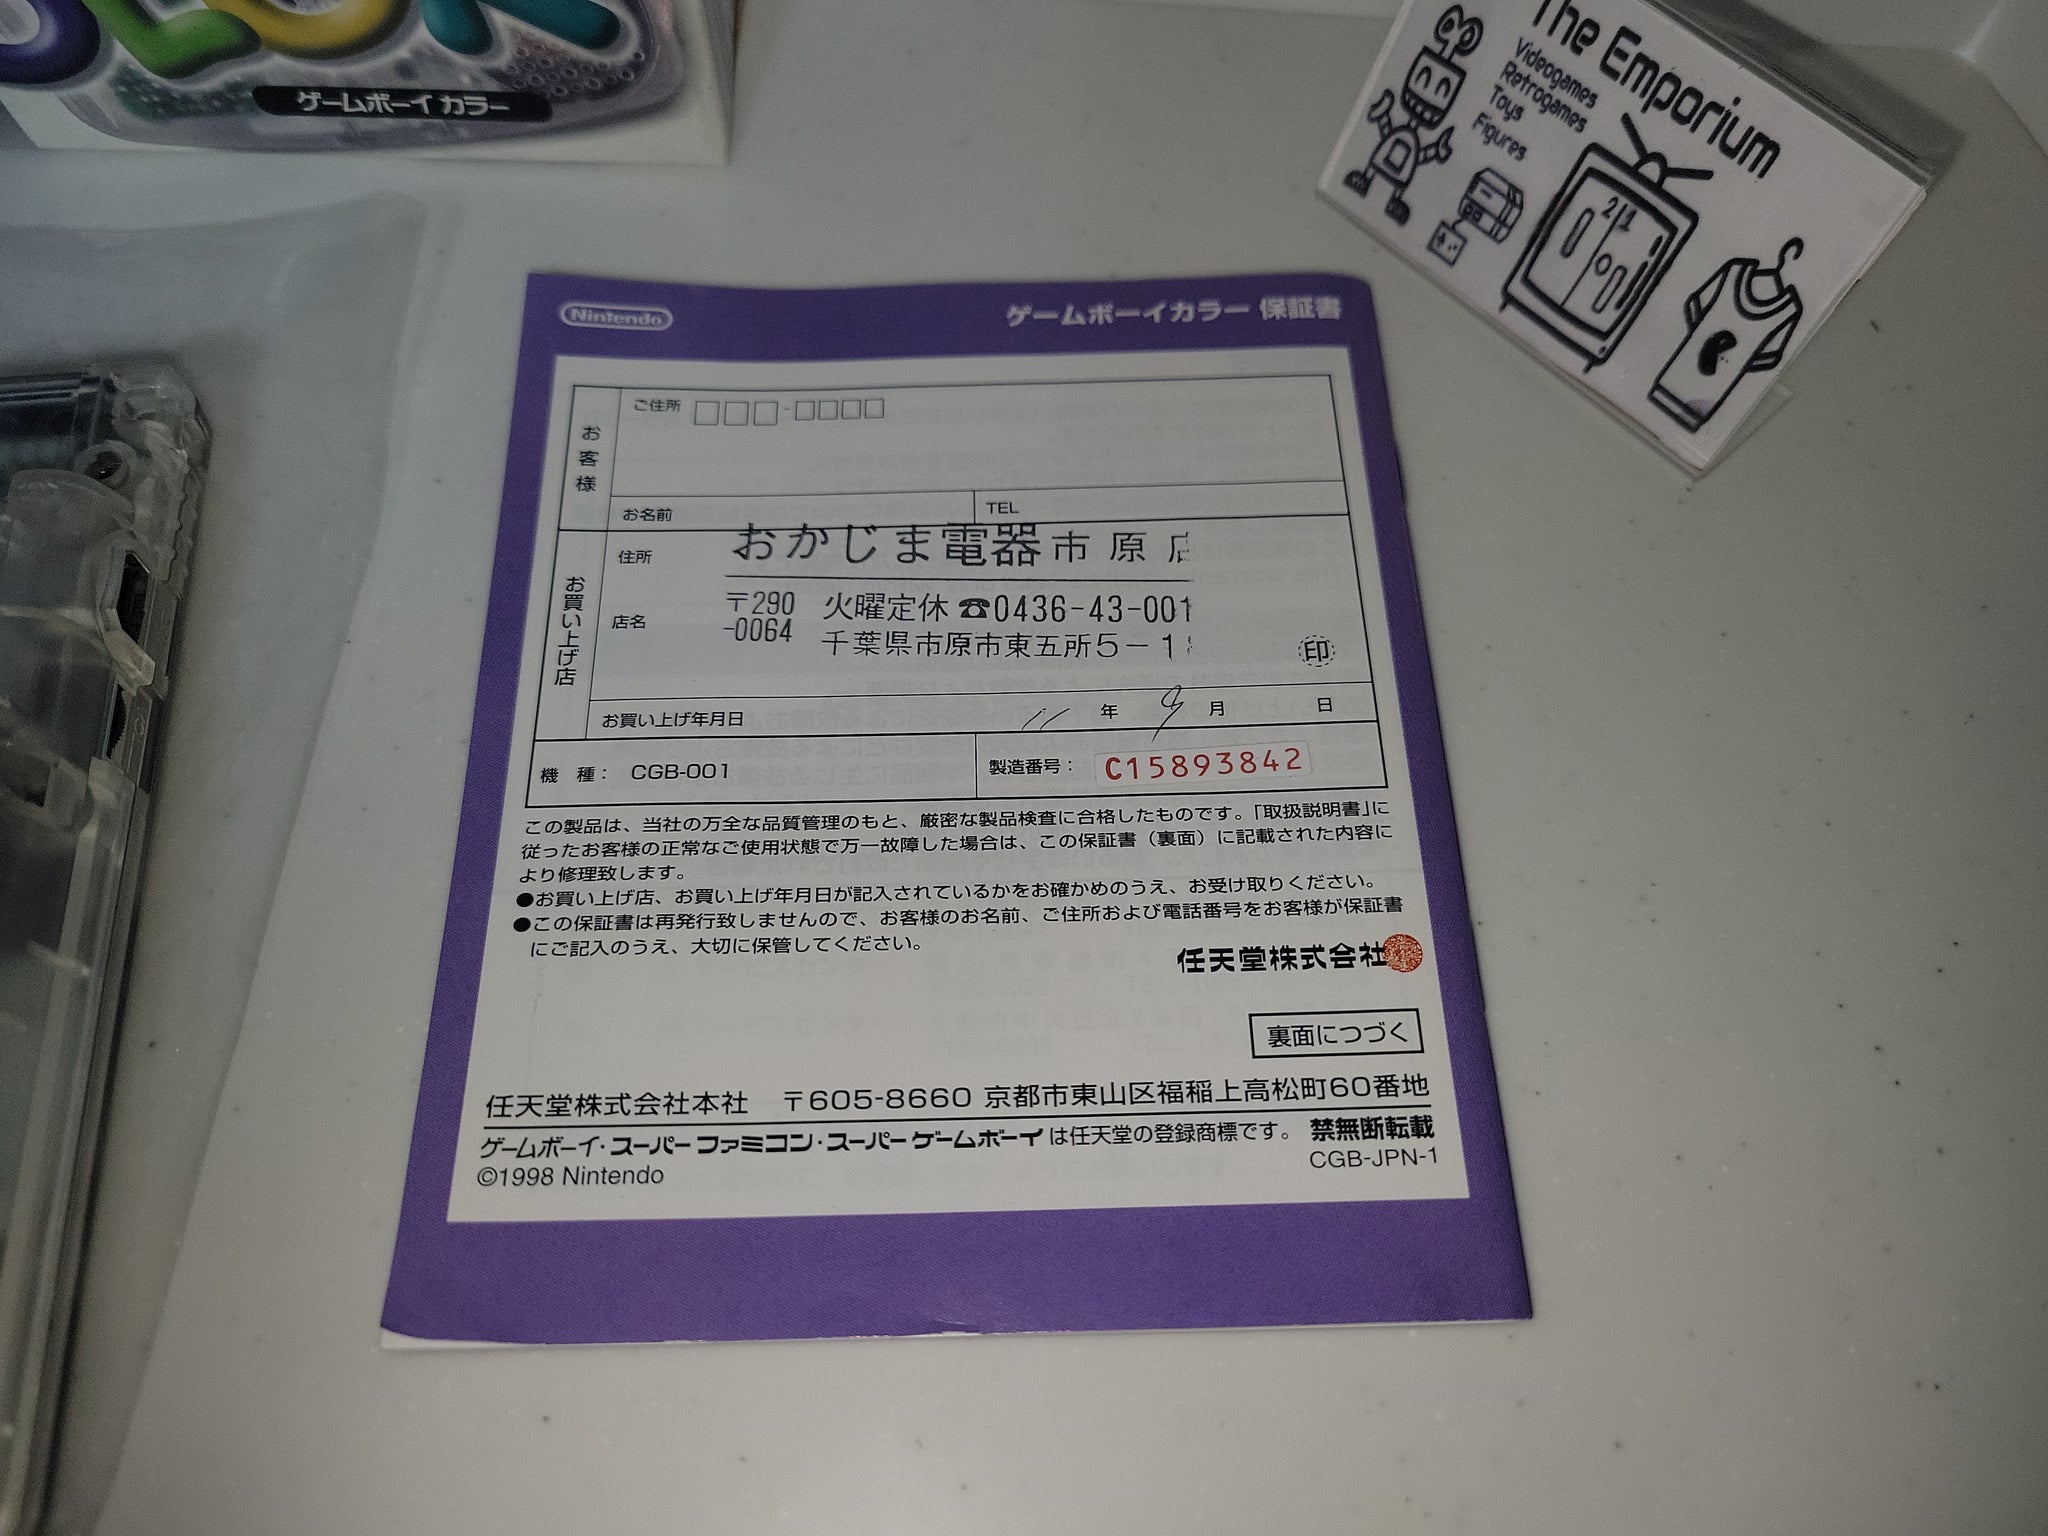 ゲームボーイ カラー
The Emporium
Videogames
Retrogames
Toys
Figures
21
Nintendo
ゲームボーイカラー 保証書
お客様
ご住所 □□□-□□□□
お名前
TEL
お買い上げ店
住所
おかじま電器市原店
店名
〒290 火曜定休 ☎0436-43-001
-0064 千葉県市原市東五所5-1
印
お買い上げ年月日 11 年 9 月 日
機 種: CGB-001
製造番号: C15893842
この製品は、当社の万全な品質管理のもと、厳密な製品検査に合格したものです。「取扱説明書」に
従ったお客様の正常なご使用状態で万一故障した場合は、この保証書(裏面)に記載された内容に
より修理致します。
●お買い上げ店、お買い上げ年月日が記入されているかをお確かめのうえ、お受け取りください。
●この保証書は再発行致しませんので、お客様のお名前、ご住所および電話番号をお客様が保証書
にご記入のうえ、大切に保管してください。
任天堂株式会社
裏面につづく
任天堂株式会社本社 〒605-8660 京都市東山区福稲上高松町60番地
ゲームボーイ・スーパーファミコン・スーパーゲームボーイは任天堂の登録商標です。 禁無断転載
©1998 Nintendo
CGB-JPN-1